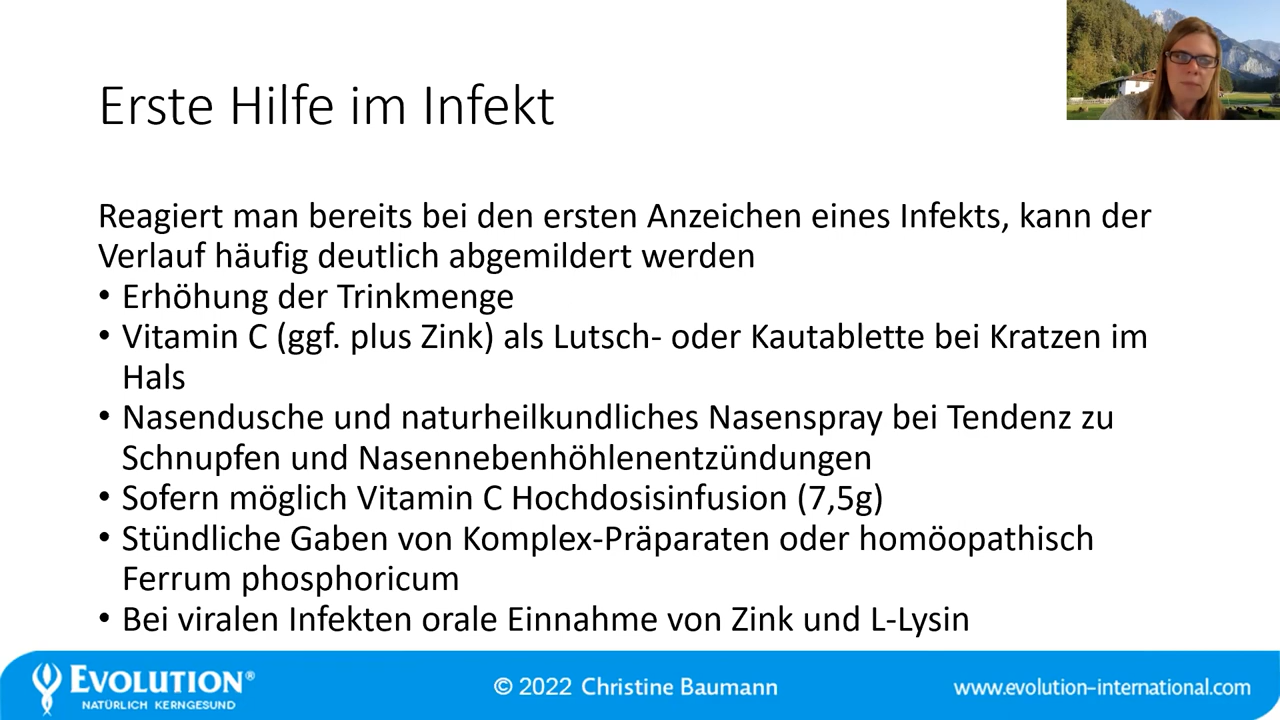 Erste Hilfe im Infekt
Reagiert man bereits bei den ersten Anzeichen eines Infekts, kann der
Verlauf häufig deutlich abgemildert werden
• Erhöhung der Trinkmenge
• Vitamin C (ggf. plus Zink) als Lutsch- oder Kautablette bei Kratzen im
Hals
• Nasendusche und naturheilkundliches Nasenspray bei Tendenz zu
Schnupfen und Nasennebenhöhlenentzündungen
• Sofern möglich Vitamin C Hochdosisinfusion (7,5g)
• Stündliche Gaben von Komplex-Präparaten oder homöopathisch
Ferrum phosphoricum
• Bei viralen Infekten orale Einnahme von Zink und L-Lysin
EVOLUTION®
NATÜRLICH KERNGESUND
© 2022 Christine Baumann
www.evolution-international.com